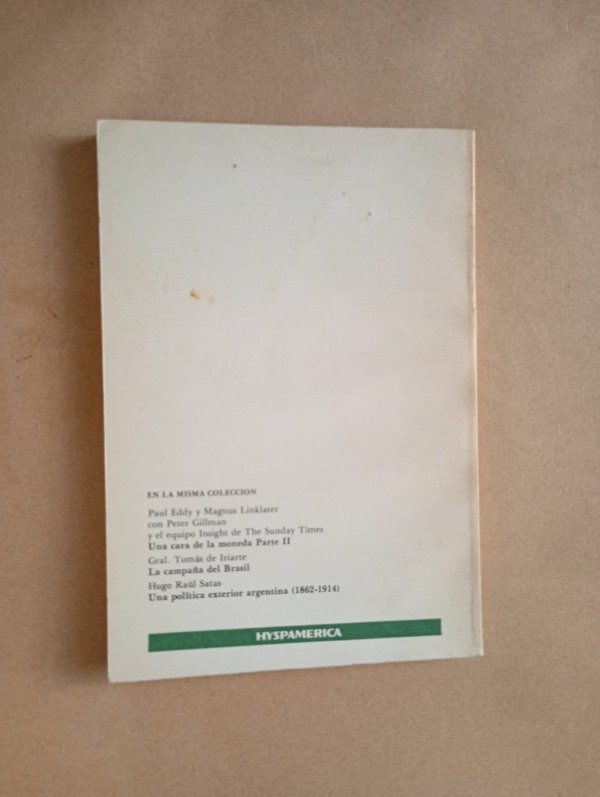 EN LA MISMA COLECCION
Paul Eddy y Magnus Linklater
con Peter Gillman
y el equipo Insight de The Sunday Times
Una cara de la moneda Parte II
Gral. Tomás de Iriarte
La campaña del Brasil
Hugo Raúl Satas
Una política exterior argentina (1862-1914)
HYSPAMERICA